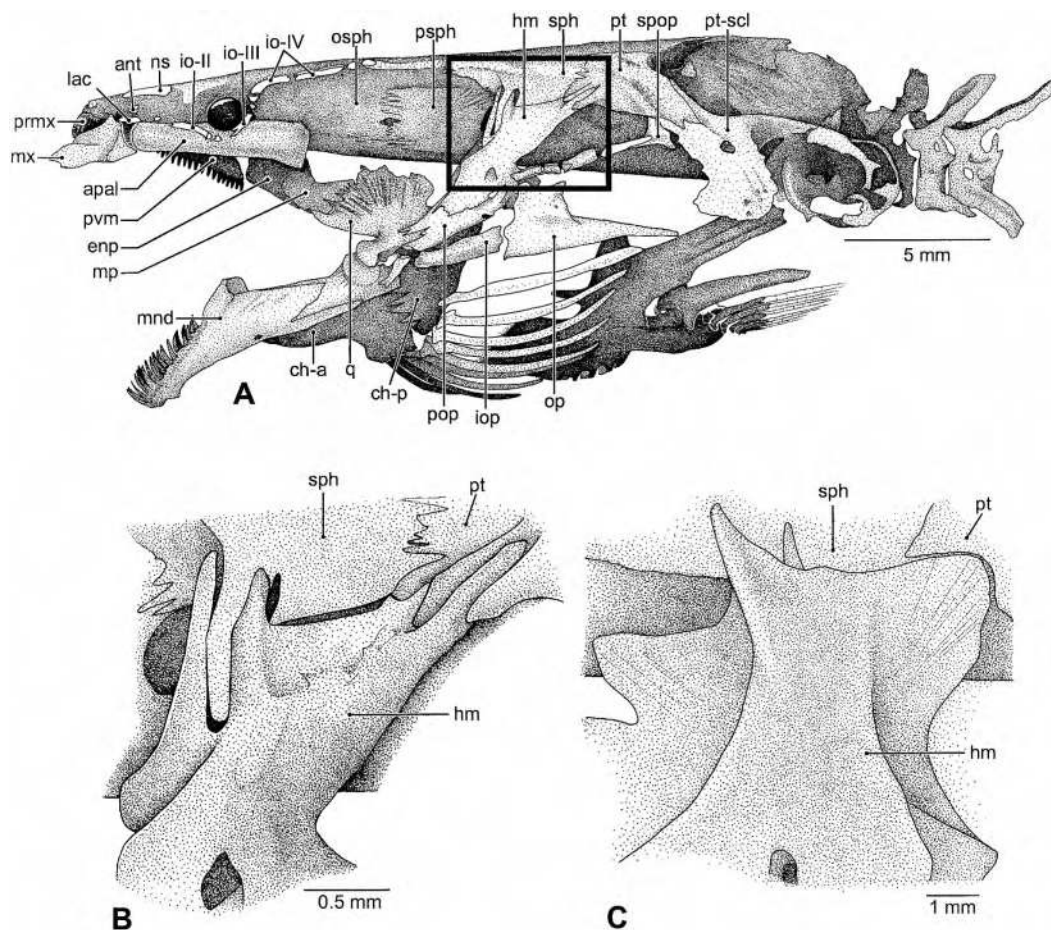 hm sph pt spop pt-scl
osph psph
io-III io-IV
lac ant ns io-II
prmx
mx
apal
pvm
enp
mp
5 mm
mnd
A
ch-a q ch-p pop iop op
sph
pt
hm
0.5 mm
B
sph
pt
hm
1 mm
C